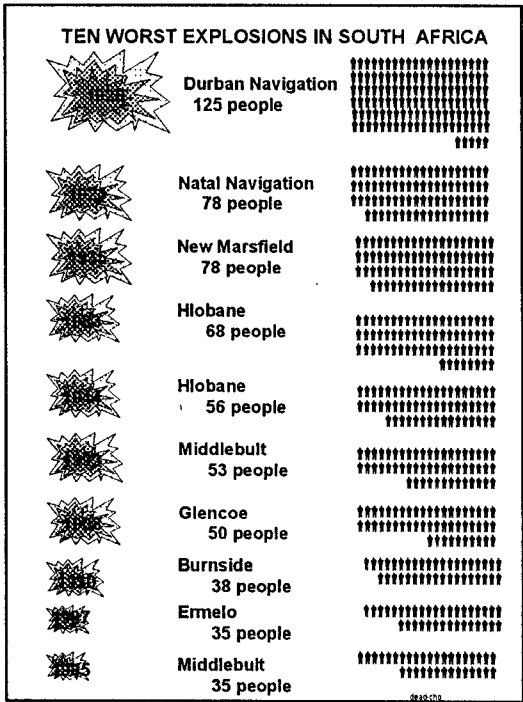 TEN WORST EXPLOSIONS IN SOUTH AFRICA
Durban Navigation
125 people
Natal Navigation
78 people
New Marsfield
78 people
Hlobane
68 people
Hlobane
56 people
Middlebult
53 people
Glencoe
50 people
Burnside
38 people
Ermelo
35 people
Middlebult
35 people